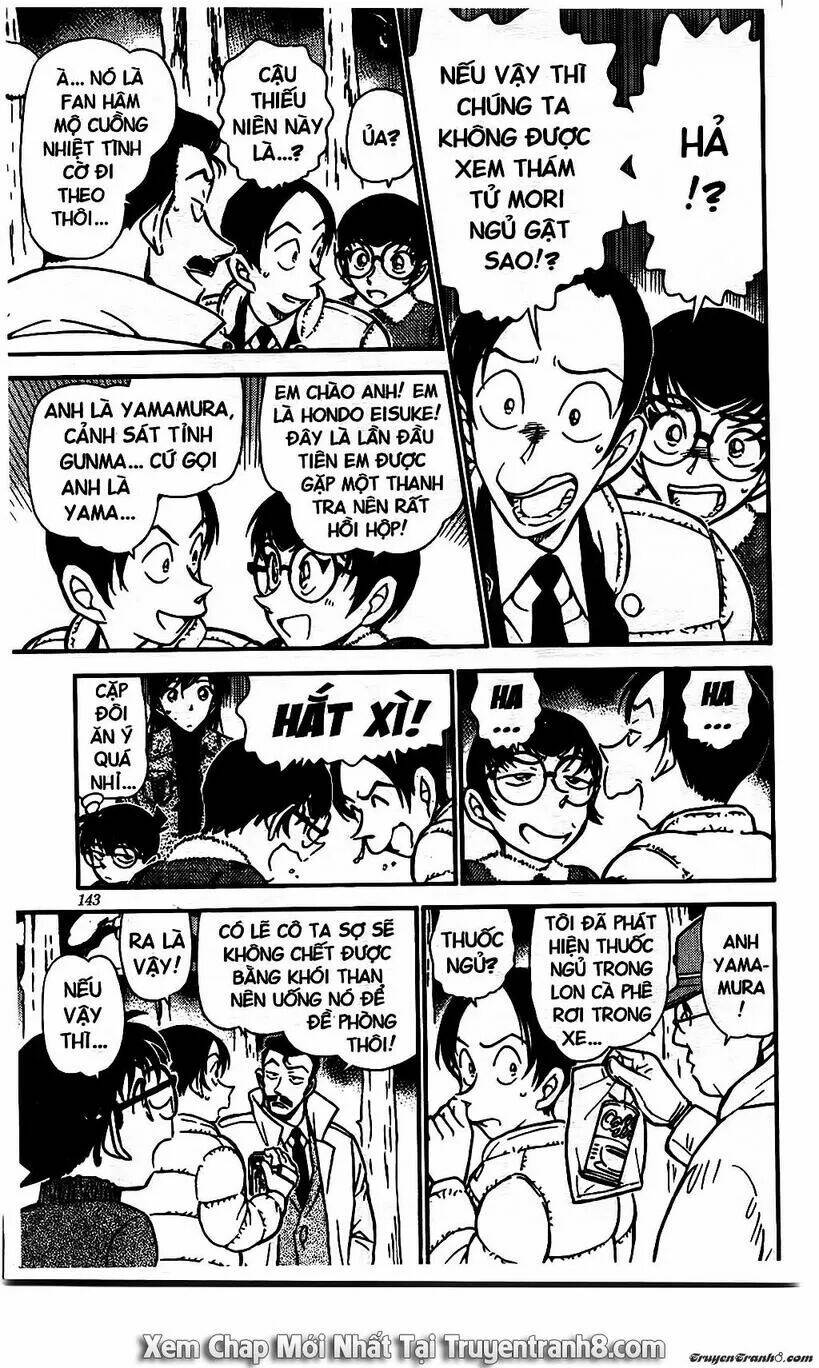 HẢ
!?
NẾU VẬY THÌ
CHÚNG TA
KHÔNG ĐƯỢC
XEM THÁM
TỬ MORI
NGỦ GẬT
SAO!?
ỦA?
CẬU
THIẾU
NIÊN NÀY
LÀ...?
À... NÓ LÀ
FAN HÂM
MỘ CUỒNG
NHIỆT TÌNH
CỜ ĐI
THEO
THÔI...
EM CHÀO ANH! EM
LÀ HONDO EISUKE!
ĐÂY LÀ LẦN ĐẦU
TIÊN EM ĐƯỢC
GẶP MỘT THANH
TRA NÊN RẤT
HỒI HỘP!
ANH LÀ YAMAMURA,
CẢNH SÁT TỈNH
GUNMA... CỨ GỌI
ANH LÀ
YAMA...
HA
...
HA
...
HẮT XÌ!
CẶP
ĐÔI
ĂN Ý
QUÁ
NHỈ...
143
ANH
YAMA-
MURA
!
TÔI ĐÃ PHÁT
HIỆN THUỐC
NGỦ TRONG
LON CÀ PHÊ
RƠI TRONG
XE...
THUỐC
NGỦ?
CÓ LẼ CÔ TA SỢ SẼ
KHÔNG CHẾT ĐƯỢC
BẰNG KHÓI THAN
NÊN UỐNG NÓ ĐỂ
ĐỀ PHÒNG
THÔI!
RA LÀ
VẬY!
NẾU
VẬY
THÌ...
Xem Chap Mới Nhất Tại Truyentranh8.com
TruyenTranh8.com